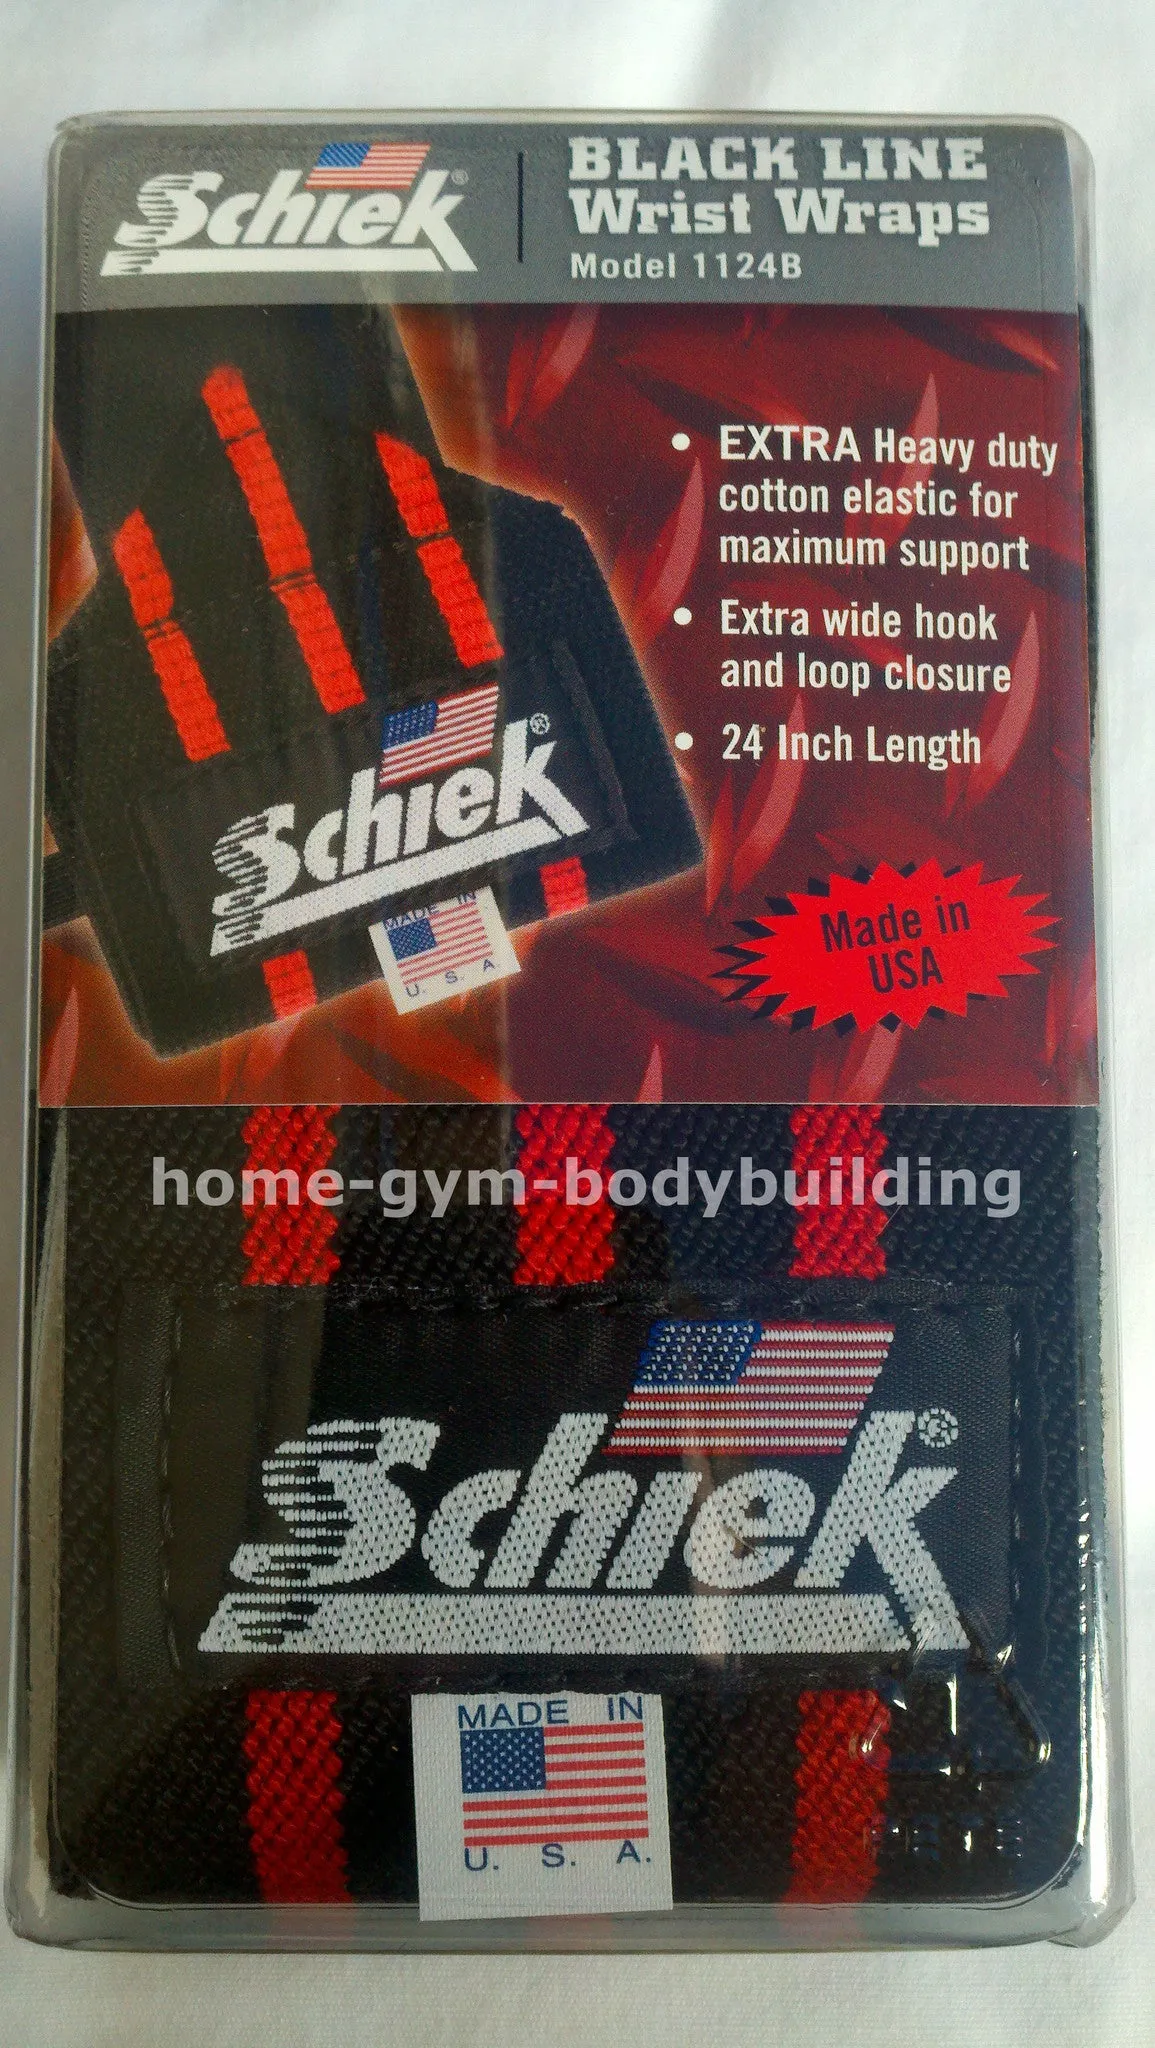 Schiek®
BLACK LINE
Wrist Wraps
Model 1124B
• EXTRA Heavy duty
cotton elastic for
maximum support
• Extra wide hook
and loop closure
• 24 Inch Length
Schiek®
MADE IN
U. S. A
Made in
USA
home-gym-bodybuilding
Schiek®
MADE IN
U. S. A.